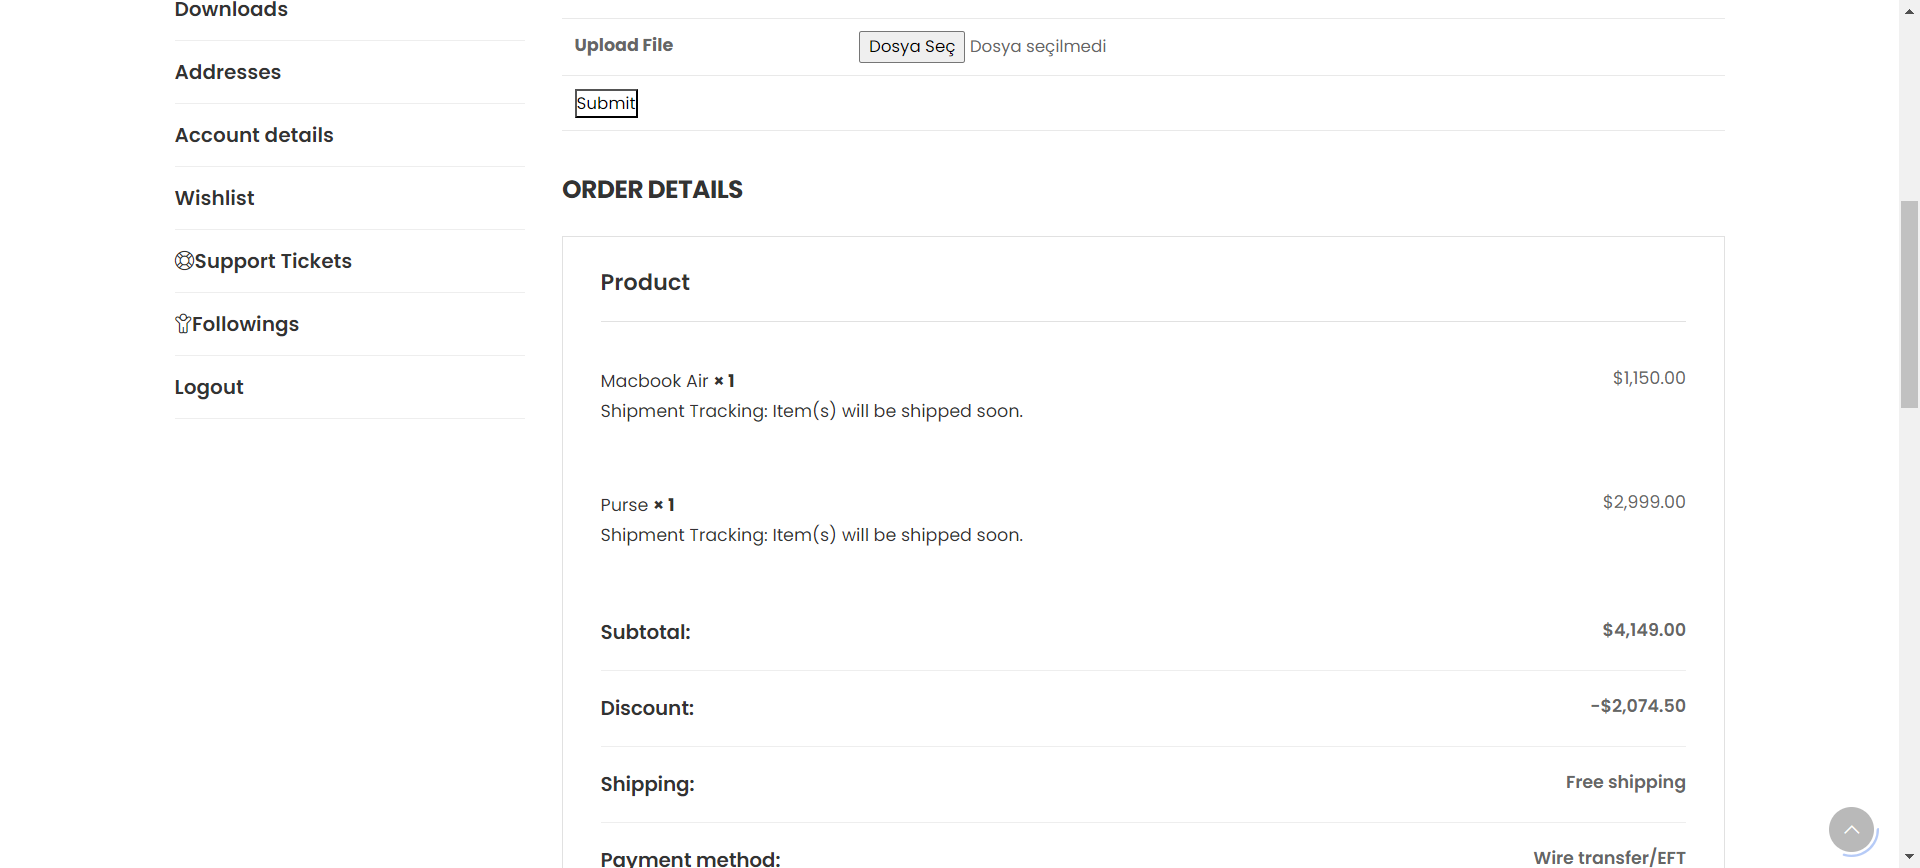 Downloads
Addresses
Account details
Wishlist
Support Tickets
Followings
Logout
Upload File
Dosya Seç Dosya seçilmedi
Submit
ORDER DETAILS
Product
Macbook Air × 1
$1,150.00
Shipment Tracking: Item(s) will be shipped soon.
Purse × 1
$2,999.00
Shipment Tracking: Item(s) will be shipped soon.
Subtotal:
$4,149.00
Discount:
-$2,074.50
Shipping:
Free shipping
Payment method:
Wire transfer/EFT